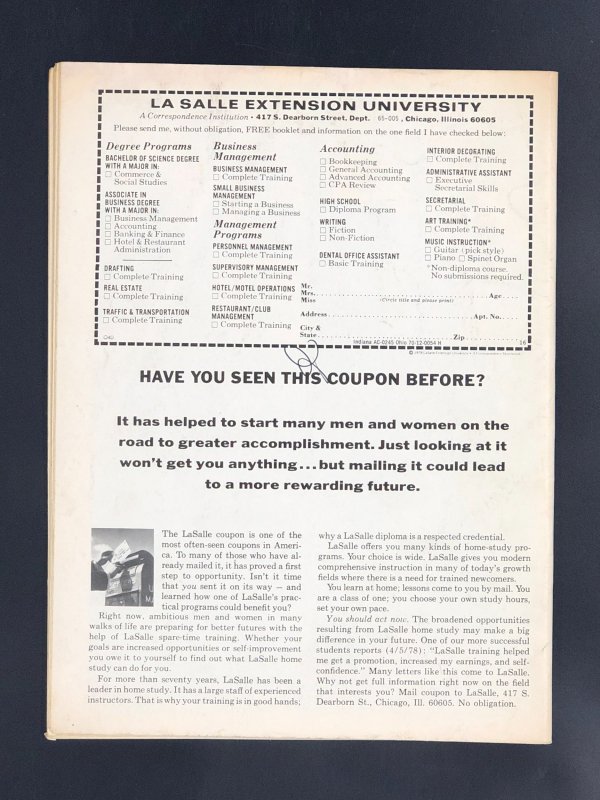 LA SALLE EXTENSION UNIVERSITY
A Correspondence Institution • 417 S. Dearborn Street, Dept. 65-005, Chicago, Illinois 60605
Please send me, without obligation, FREE booklet and information on the one field I have checked below:
Degree Programs
BACHELOR OF SCIENCE DEGREE
WITH A MAJOR IN:
□ Commerce &
Social Studies
ASSOCIATE IN
BUSINESS DEGREE
WITH A MAJOR IN:
□ Business Management
□ Accounting
□ Banking & Finance
□ Hotel & Restaurant
Administration
DRAFTING
□ Complete Training
REAL ESTATE
□ Complete Training
TRAFFIC & TRANSPORTATION
□ Complete Training
Business
Management
BUSINESS MANAGEMENT
□ Complete Training
SMALL BUSINESS
MANAGEMENT
□ Starting a Business
□ Managing a Business
Management
Programs
PERSONNEL MANAGEMENT
□ Complete Training
SUPERVISORY MANAGEMENT
□ Complete Training
HOTEL/MOTEL OPERATIONS
□ Complete Training
RESTAURANT/CLUB
MANAGEMENT
□ Complete Training
Accounting
□ Bookkeeping
□ General Accounting
□ Advanced Accounting
□ CPA Review
HIGH SCHOOL
□ Diploma Program
WRITING
□ Fiction
□ Non-Fiction
DENTAL OFFICE ASSISTANT
□ Basic Training
INTERIOR DECORATING
□ Complete Training
ADMINISTRATIVE ASSISTANT
□ Executive
Secretarial Skills
SECRETARIAL
□ Complete Training
ART TRAINING*
□ Complete Training
MUSIC INSTRUCTION*
□ Guitar (pick style)
□ Piano □ Spinet Organ
*Non-diploma course.
No submissions required.
Mr.
Mrs.
Miss (Circle title and please print) Age
Address Apt. No.
City &
State Zip
Indiana AC-0245 Ohio 70-12-0054 H
16
HAVE YOU SEEN THIS COUPON BEFORE?
It has helped to start many men and women on the
road to greater accomplishment. Just looking at it
won't get you anything...but mailing it could lead
to a more rewarding future.
The LaSalle coupon is one of the
most often-seen coupons in Ameri-
ca. To many of those who have al-
ready mailed it, it has proved a first
step to opportunity. Isn't it time
that you sent it on its way – and
learned how one of LaSalle's prac-
tical programs could benefit you?
Right now, ambitious men and women in many
walks of life are preparing for better futures with the
help of LaSalle spare-time training. Whether your
goals are increased opportunities or self-improvement
you owe it to yourself to find out what LaSalle home
study can do for you.
For more than seventy years, LaSalle has been a
leader in home study. It has a large staff of experienced
instructors. That is why your training is in good hands;
why a LaSalle diploma is a respected credential.
LaSalle offers you many kinds of home-study pro-
grams. Your choice is wide. LaSalle gives you modern
comprehensive instruction in many of today's growth
fields where there is a need for trained newcomers.
You learn at home; lessons come to you by mail. You
are a class of one; you choose your own study hours,
set your own pace.
You should act now. The broadened opportunities
resulting from LaSalle home study may make a big
difference in your future. One of our more successful
students reports (4/5/78): "LaSalle training helped
me get a promotion, increased my earnings, and self-
confidence." Many letters like this come to LaSalle.
Why not get full information right now on the field
that interests you? Mail coupon to LaSalle, 417 S.
Dearborn St., Chicago, Ill. 60605. No obligation.